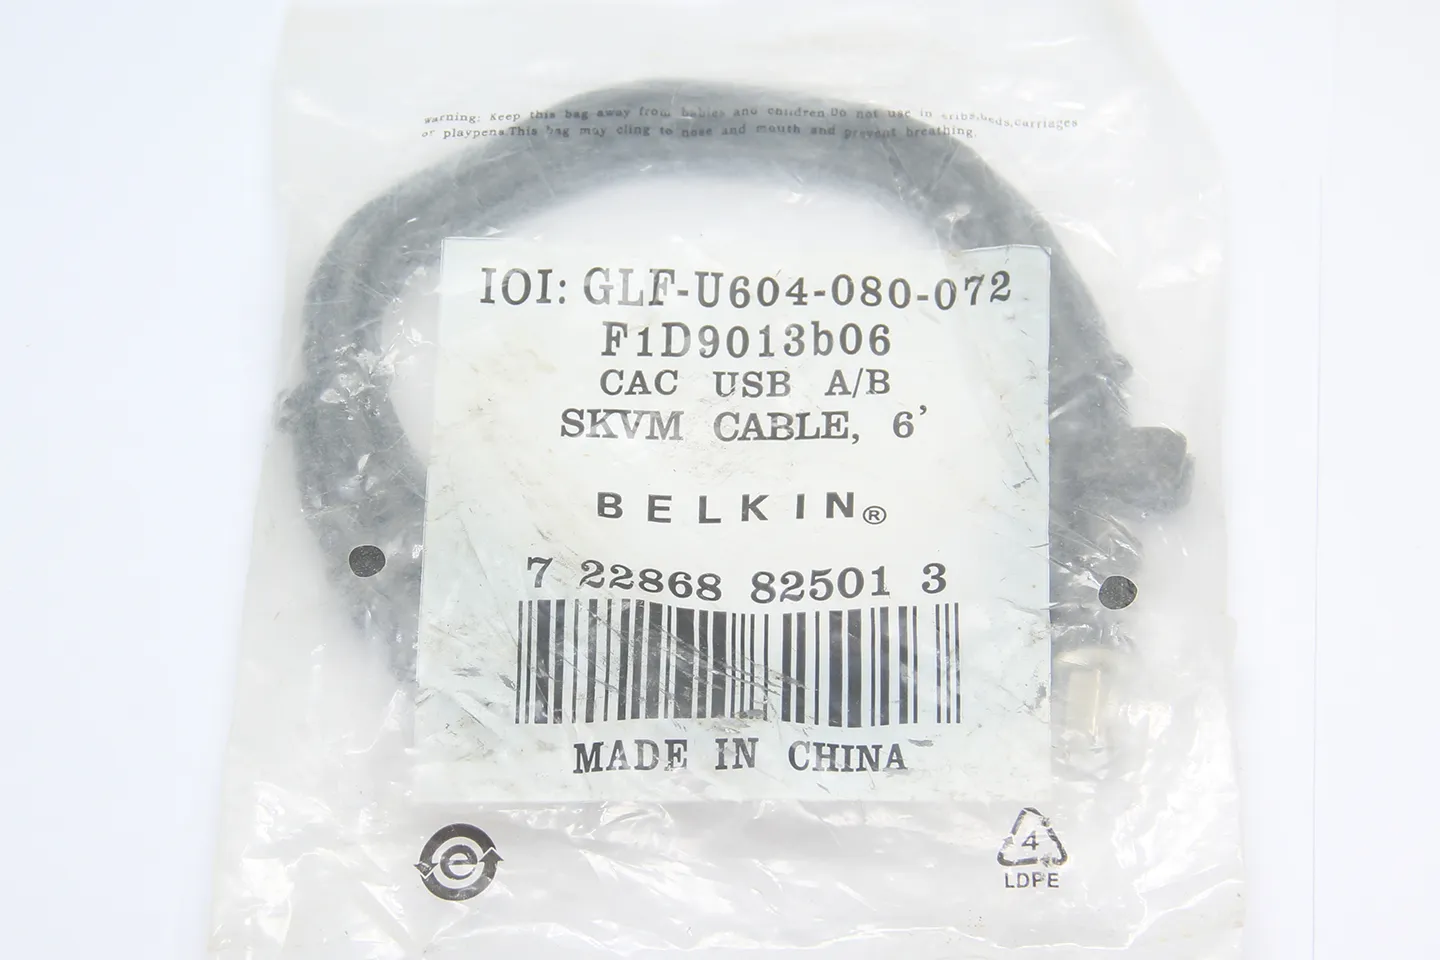 warning: Keep this bag away from babies and children Do not use in cribs,beds,carriages
or playpens.This bag may cling to nose and mouth and prevent breathing.
IOI: GLF-U604-080-072
F1D9013b06
CAC USB A/B
SKVM CABLE, 6'
BELKIN®
7 22868 82501 3
MADE IN CHINA
e
4
LDPE